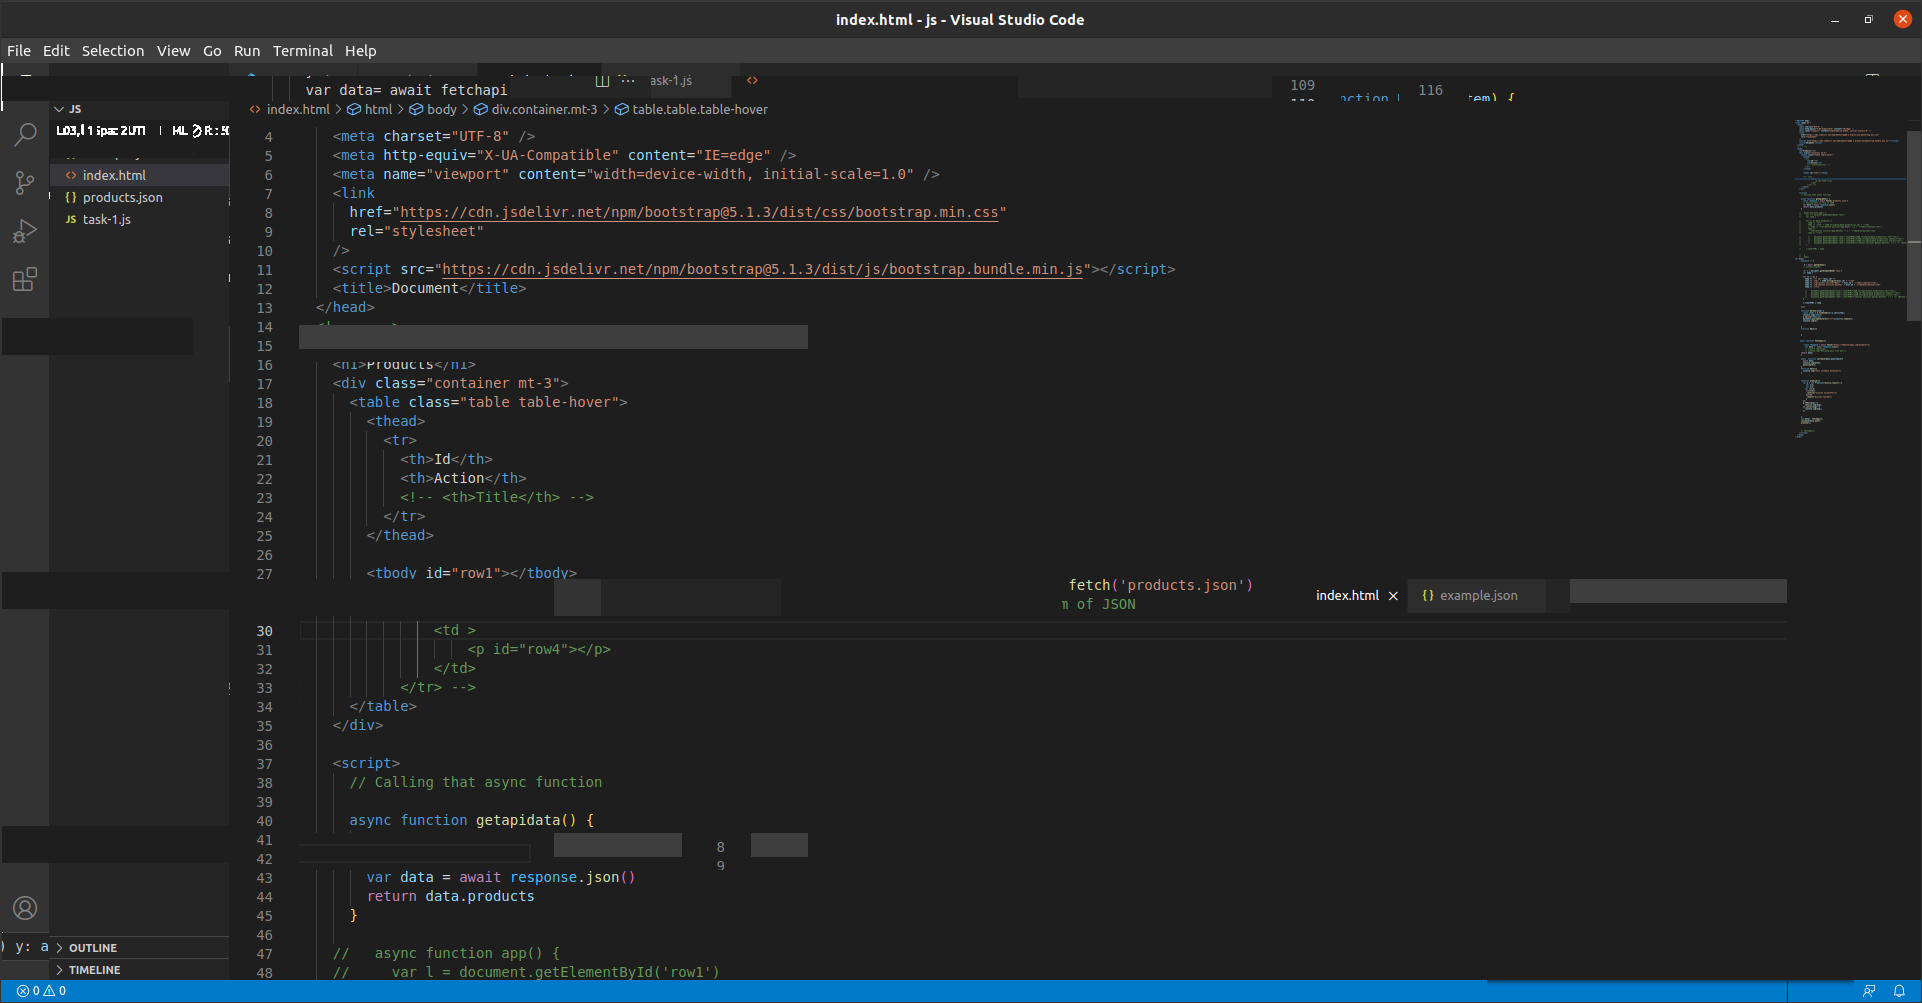 index.html - js - Visual Studio Code
File Edit Selection View Go Run Terminal Help
var data= await fetchapi
task-1.js
109
116
JS
index.html > html > body > div.container.mt-3 > table.table.table-hover
index.html
products.json
task-1.js
4 <meta charset="UTF-8" />
5 <meta http-equiv="X-UA-Compatible" content="IE=edge" />
6 <meta name="viewport" content="width=device-width, initial-scale=1.0" />
7 <link
8 href="https://cdn.jsdelivr.net/npm/bootstrap@5.1.3/dist/css/bootstrap.min.css"
9 rel="stylesheet"
10 />
11 <script src="https://cdn.jsdelivr.net/npm/bootstrap@5.1.3/dist/js/bootstrap.bundle.min.js"></script>
12 <title>Document</title>
13 </head>
14
15
16 <h1>Products</h1>
17 <div class="container mt-3">
18 <table class="table table-hover">
19 <thead>
20 <tr>
21 <th>Id</th>
22 <th>Action</th>
23 <!-- <th>Title</th> -->
24 </tr>
25 </thead>
26
27 <tbody id="row1"></tbody>
fetch('products.json')
of JSON
index.html
{} example.json
30 <td >
31 <p id="row4"></p>
32 </td>
33 </tr> -->
34 </table>
35 </div>
36
37 <script>
38 // Calling that async function
39
40 async function getapidata() {
41
42
8
9
43 var data = await response.json()
44 return data.products
45 }
46
47 // async function app() {
48 // var l = document.getElementById('row1')
) y: a
OUTLINE
TIMELINE
0 0